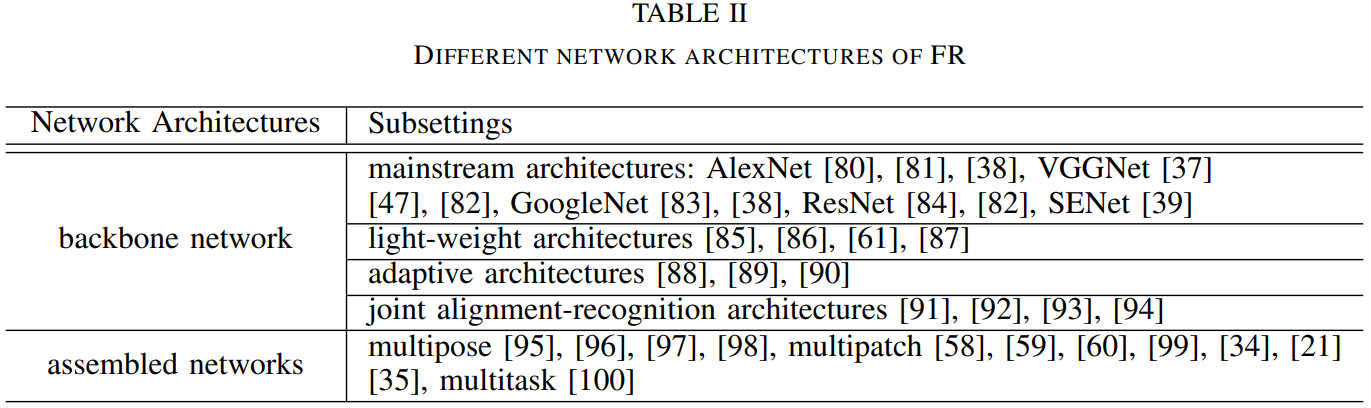 TABLE II
DIFFERENT NETWORK ARCHITECTURES OF FR
Network Architectures Subsettings
backbone network
mainstream architectures: AlexNet [80], [81], [38], VGGNet [37]
[47], [82], GoogleNet [83], [38], ResNet [84], [82], SENet [39]
light-weight architectures [85], [86], [61], [87]
adaptive architectures [88], [89], [90]
joint alignment-recognition architectures [91], [92], [93], [94]
assembled networks
multipose [95], [96], [97], [98], multipatch [58], [59], [60], [99], [34], [21]
[35], multitask [100]